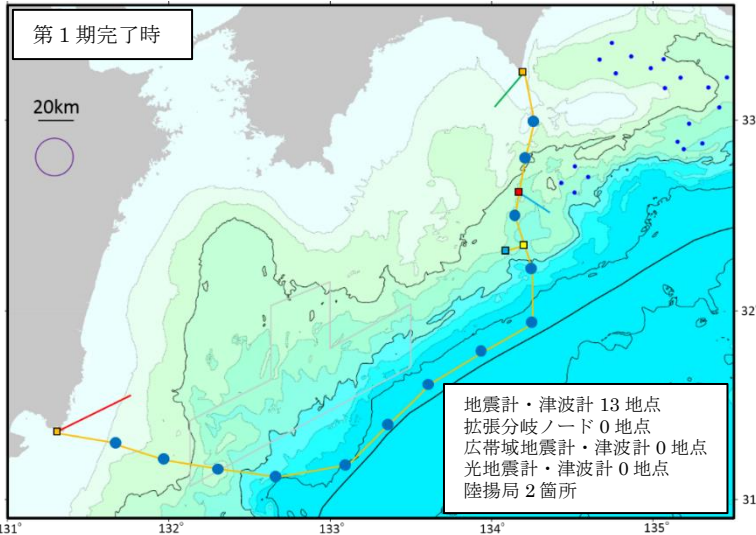 第１期完了時
20km
33
32
地震計・津波計 13 地点
拡張分岐ノード 0 地点
広帯域地震計・津波計 0 地点
光地震計・津波計 0 地点
陸揚局 2 箇所
31
131°
132°
133°
134°
135°